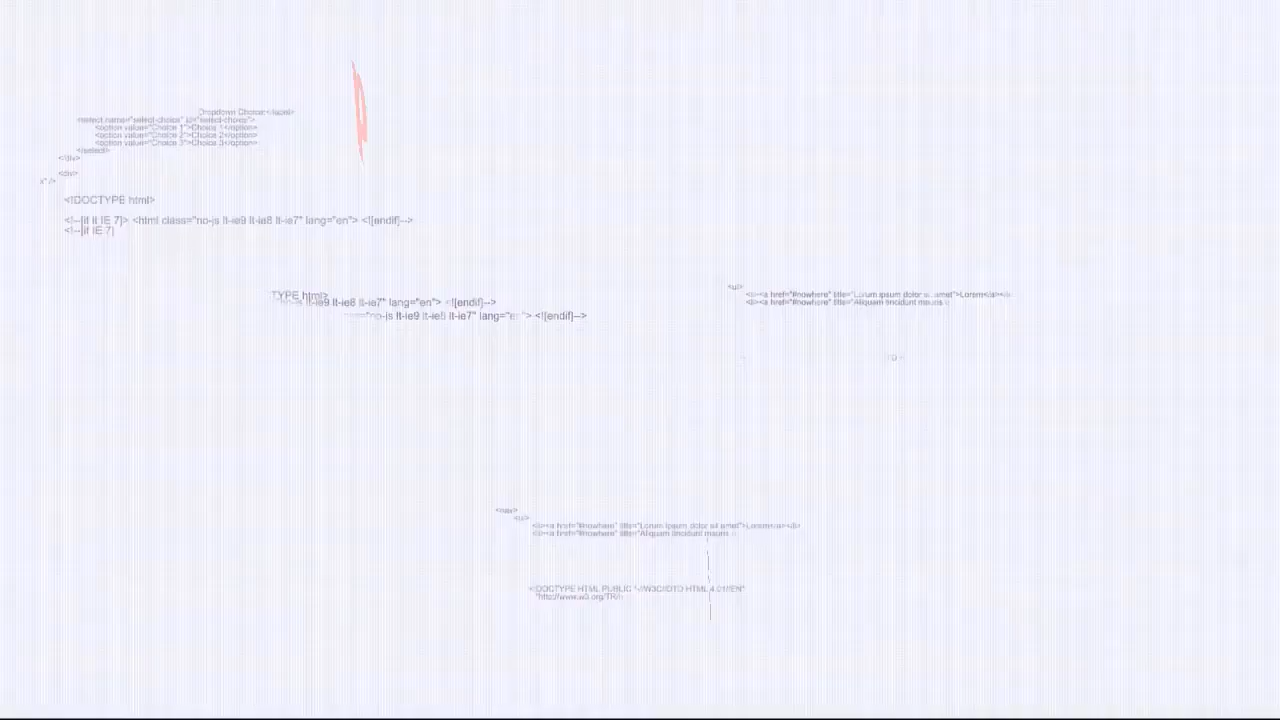 Dropdown Choice:</label>
<select name="select-choice" id="select-choice">
<option value="Choice 1">Choice 1</option>
<option value="Choice 2">Choice 2</option>
<option value="Choice 3">Choice 3</option>
</select>
</div>
<div>
s" />
<!DOCTYPE html>
<!--[if lt IE 7]> <html class="no-js lt-ie9 lt-ie8 lt-ie7" lang="en"> <![endif]-->
<!--[if IE 7]
TYPE html>
lt-ie9 lt-ie8 lt-ie7" lang="en"> <![endif]-->
="no-js lt-ie9 lt-ie8 lt-ie7" lang="en"> <![endif]-->
<ul>
<li><a href="#nowhere" title="Lorum ipsum dolor si amet">Lorem</a></li
<li><a href="#nowhere" title="Aliquam tincidunt mauris
<nav>
<ul>
<li><a href="#nowhere" title="Lorum ipsum dolor sit amet">Lorem</a></li>
<li><a href="#nowhere" title="Aliquam tincidunt mauris
<!DOCTYPE HTML PUBLIC "-//W3C//DTD HTML 4.01//EN"
"http://www.w3.org/TR/